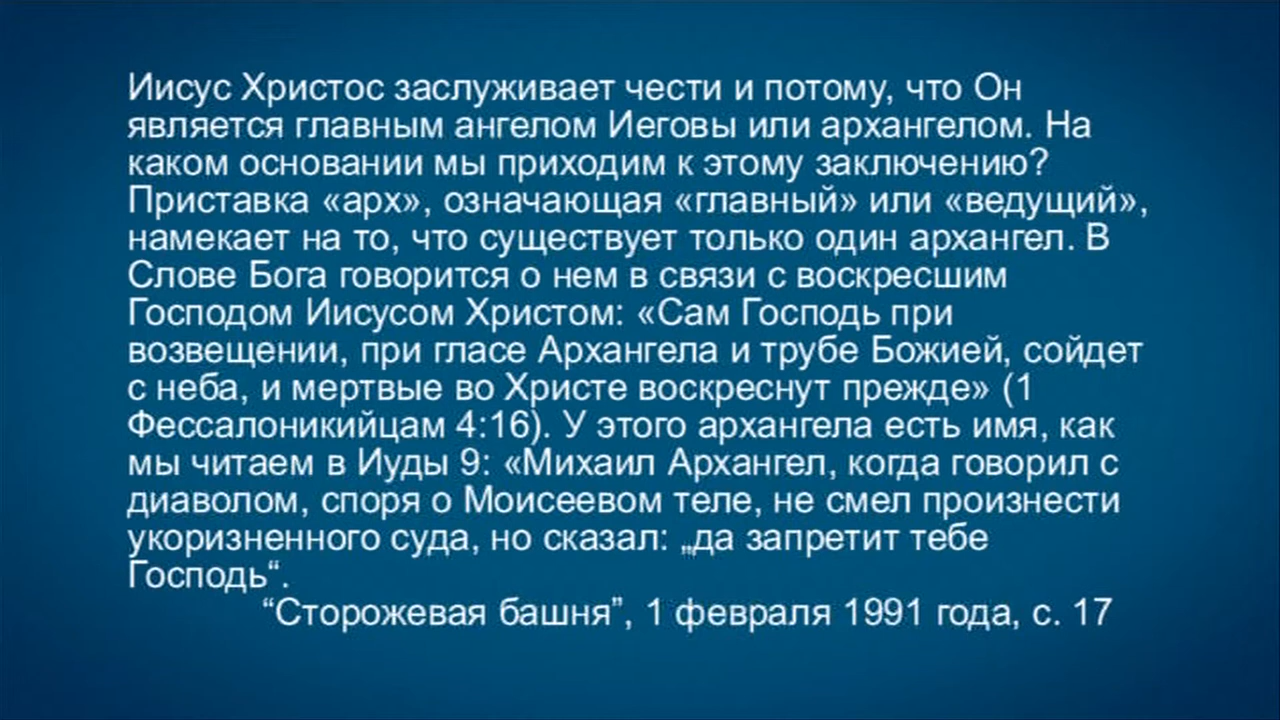 Иисус Христос заслуживает чести и потому, что Он
является главным ангелом Иеговы или архангелом. На
каком основании мы приходим к этому заключению?
Приставка «арх», означающая «главный» или «ведущий»,
намекает на то, что существует только один архангел. В
Слове Бога говорится о нем в связи с воскресшим
Господом Иисусом Христом: «Сам Господь при
возвещении, при гласе Архангела и трубе Божией, сойдет
с неба, и мертвые во Христе воскреснут прежде» (1
Фессалоникийцам 4:16). У этого архангела есть имя, как
мы читаем в Иуды 9: «Михаил Архангел, когда говорил с
диаволом, споря о Моисеевом теле, не смел произнести
укоризненного суда, но сказал: „да запретит тебе
Господь“.
“Сторожевая башня”, 1 февраля 1991 года, с. 17